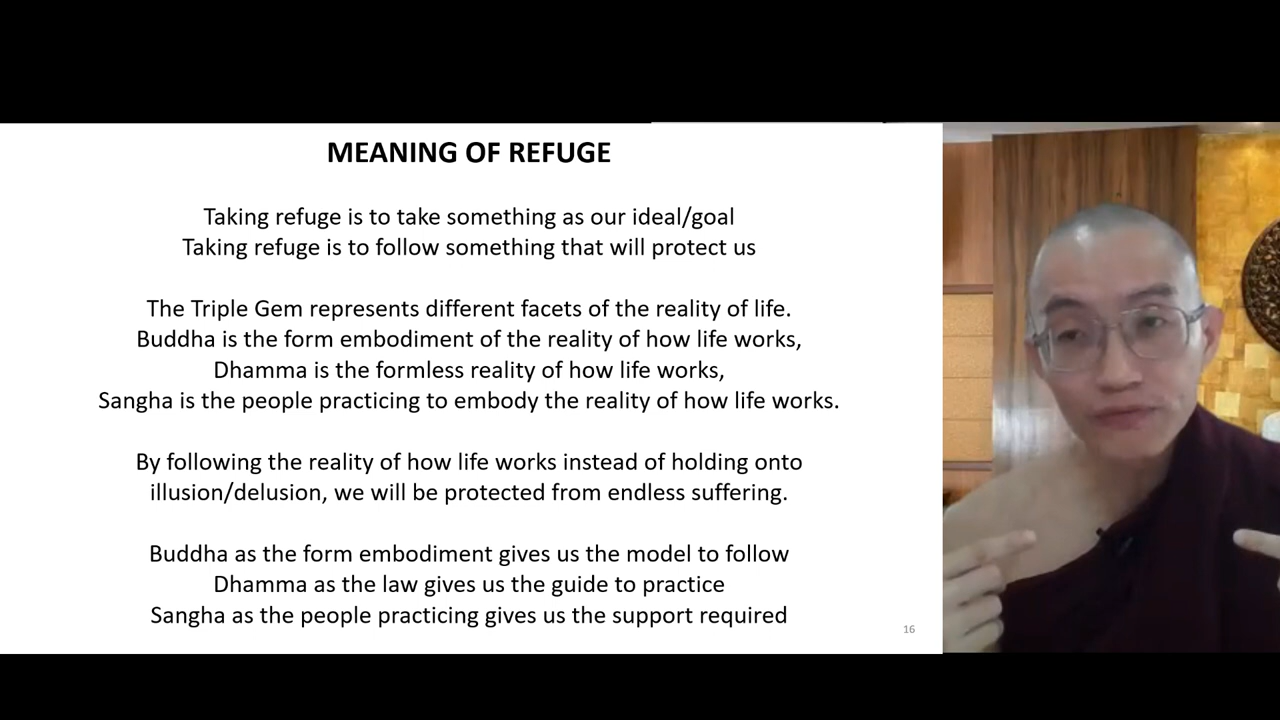 MEANING OF REFUGE
Taking refuge is to take something as our ideal/goal
Taking refuge is to follow something that will protect us
The Triple Gem represents different facets of the reality of life.
Buddha is the form embodiment of the reality of how life works,
Dhamma is the formless reality of how life works,
Sangha is the people practicing to embody the reality of how life works.
By following the reality of how life works instead of holding onto
illusion/delusion, we will be protected from endless suffering.
Buddha as the form embodiment gives us the model to follow
Dhamma as the law gives us the guide to practice
Sangha as the people practicing gives us the support required
16